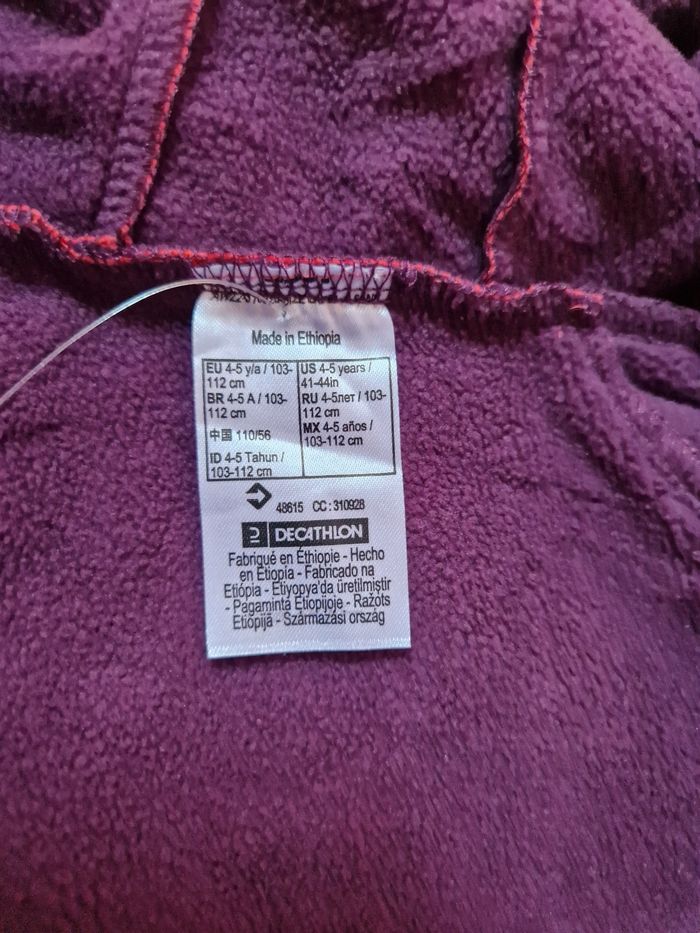 Made in Ethiopia
EU 4-5 y/a / 103-
112 cm
BR 4-5 A / 103-
112 cm
中国 110/56
ID 4-5 Tahun /
103-112 cm
US 4-5 years /
41-44in
RU 4-5лет / 103-
112 cm
MX 4-5 años /
103-112 cm
48615 CC : 310928
DECATHLON
Fabriqué en Éthiopie - Hecho
en Etiopía - Fabricado na
Etiópia - Etiyopya'da üretilmiştir
- Pagaminta Etiopijoje - Ražots
Etiopijā - Származási ország